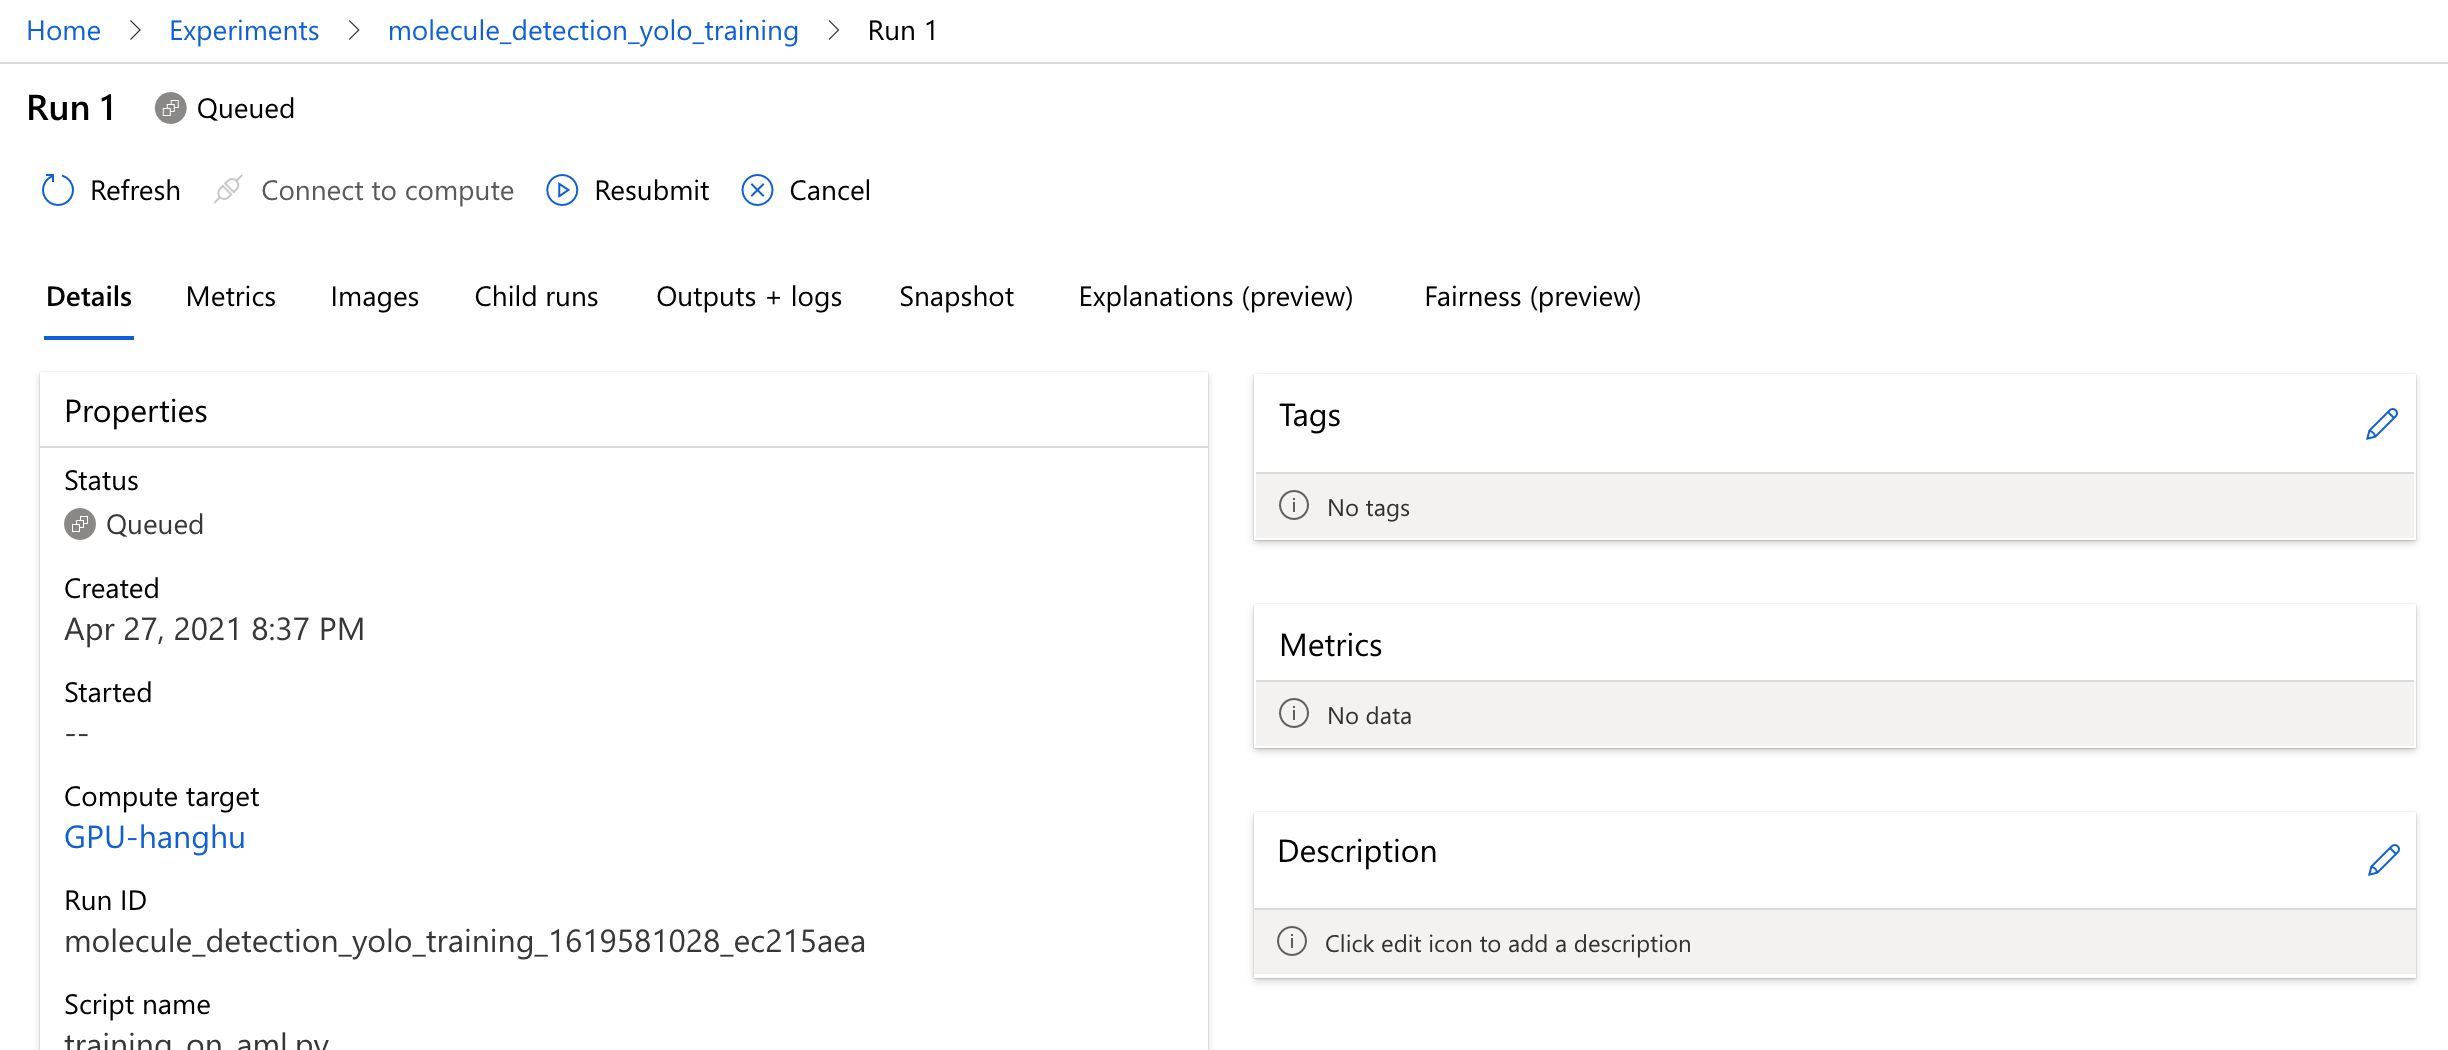 Home > Experiments > molecule_detection_yolo_training > Run 1
Run 1 Queued
Refresh Connect to compute Resubmit Cancel
Details Metrics Images Child runs Outputs + logs Snapshot Explanations (preview) Fairness (preview)
Properties
Status
Queued
Created
Apr 27, 2021 8:37 PM
Started
--
Compute target
GPU-hanghu
Run ID
molecule_detection_yolo_training_1619581028_ec215aea
Script name
training_on_aml.py
Tags
No tags
Metrics
No data
Description
Click edit icon to add a description